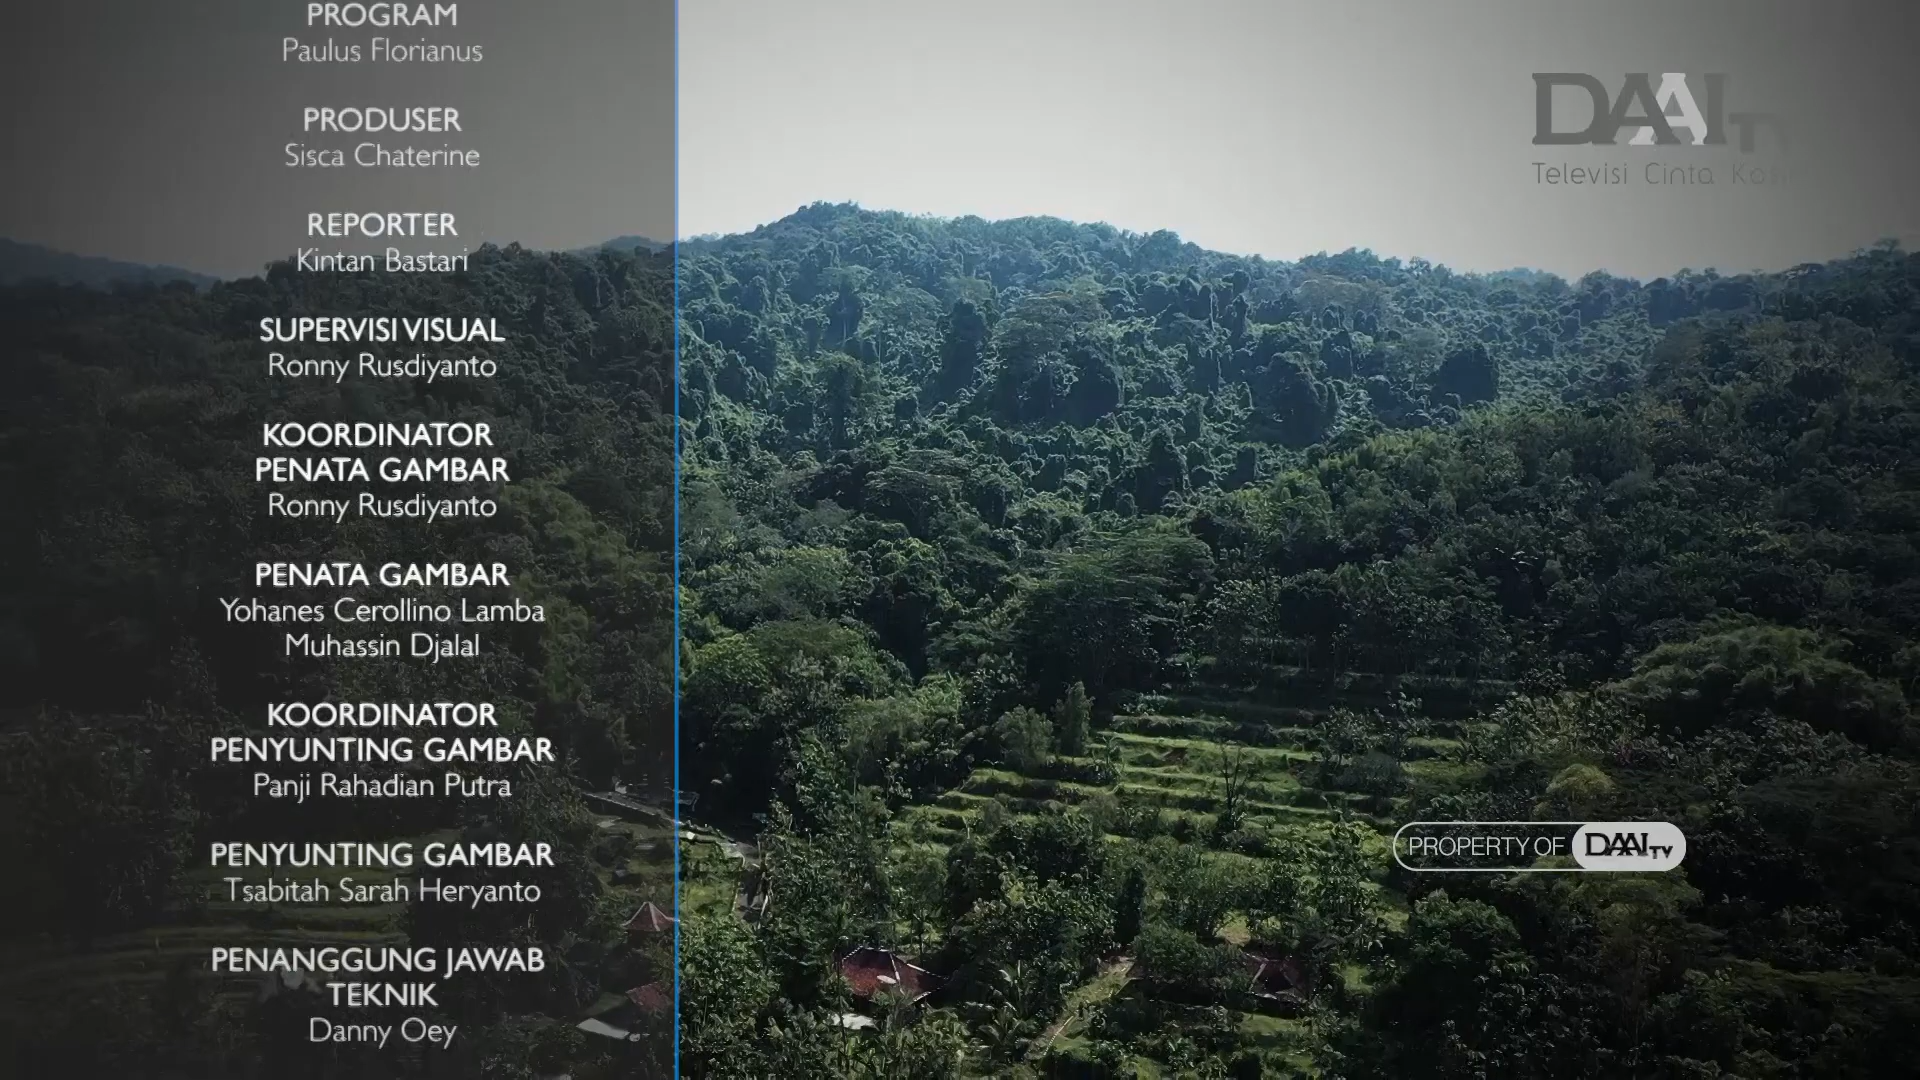 PROGRAM
Paulus Florianus
PRODUSER
Sisca Chaterine
REPORTER
Kintan Bastari
SUPERVISI VISUAL
Ronny Rusdiyanto
KOORDINATOR
PENATA GAMBAR
Ronny Rusdiyanto
PENATA GAMBAR
Yohanes Cerollino Lamba
Muhassin Djalal
KOORDINATOR
PENYUNTING GAMBAR
Panji Rahadian Putra
PENYUNTING GAMBAR
Tsabitah Sarah Heryanto
PENANGGUNG JAWAB
TEKNIK
Danny Oey
DAAI TV
Televisi Cinta
PROPERTY OF DAAI TV